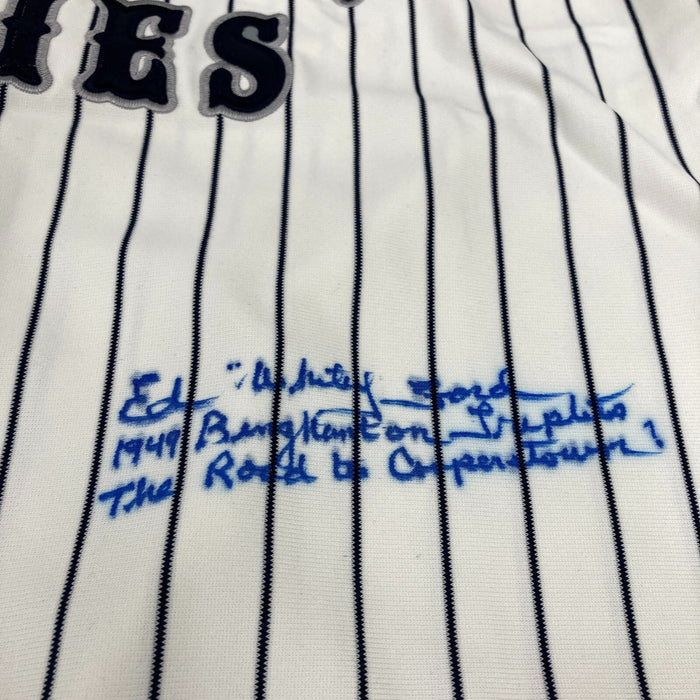 IES
Ed "Whitey" Ford
1949 Binghamton Triplets
The Road to Cooperstown!